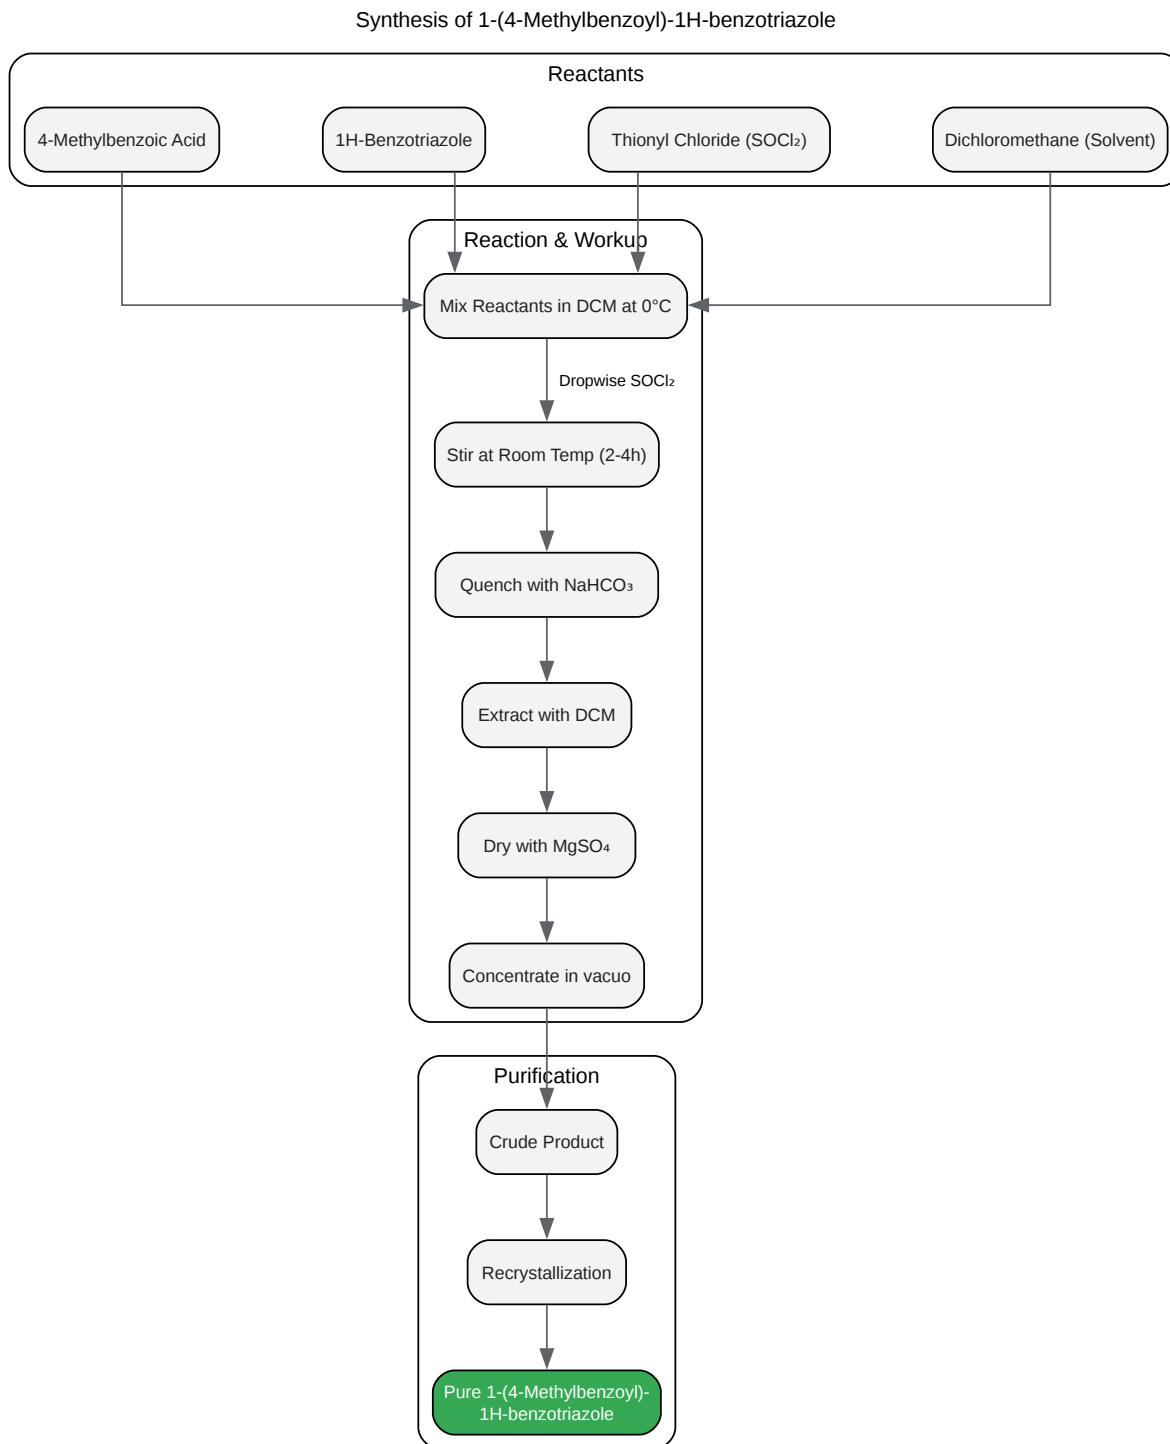 Synthesis of 1-(4-Methylbenzoyl)-1H-benzotriazole
Reactants
4-Methylbenzoic Acid
1H-Benzotriazole
Thionyl Chloride (SOCl₂)
Dichloromethane (Solvent)
Reaction & Workup
Mix Reactants in DCM at 0°C
Dropwise SOCl₂
Stir at Room Temp (2-4h)
Quench with NaHCO₃
Extract with DCM
Dry with MgSO₄
Concentrate in vacuo
Purification
Crude Product
Recrystallization
Pure 1-(4-Methylbenzoyl)-
1H-benzotriazole